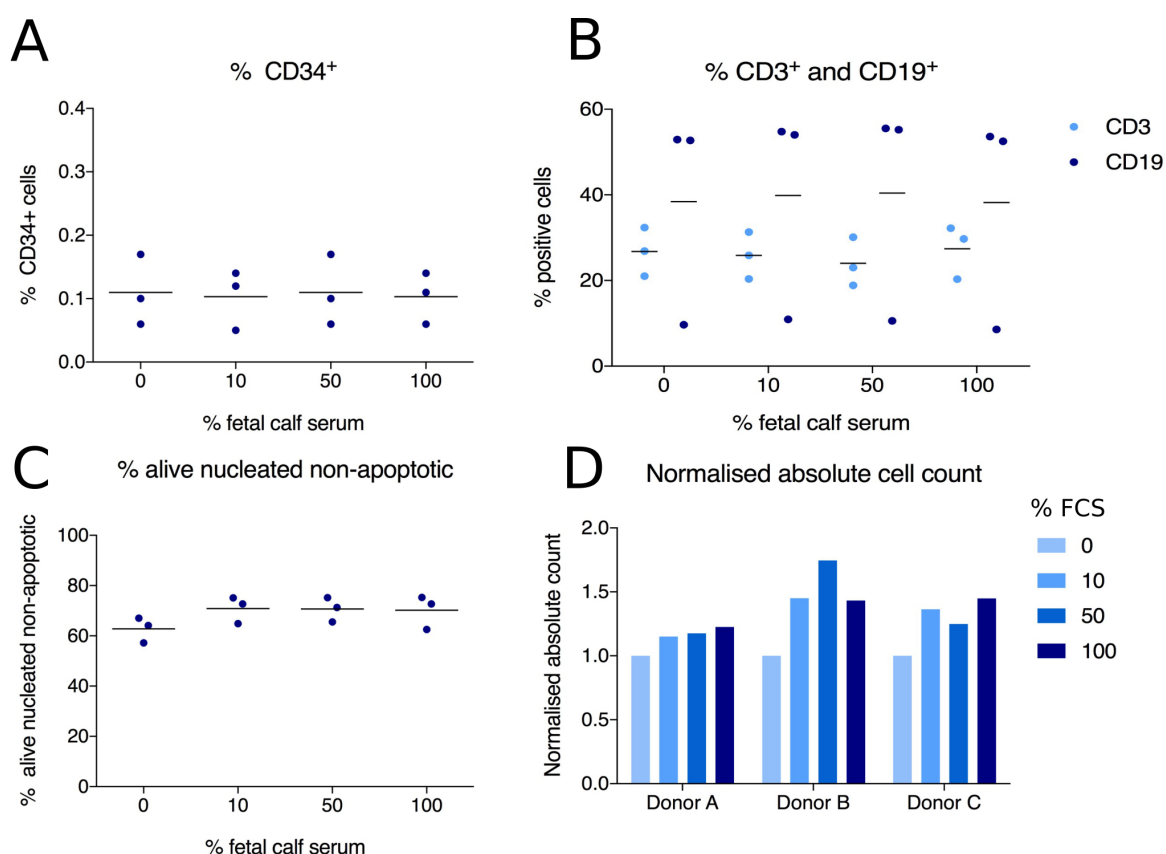 A
% CD34+
% CD34+ cells
0.4
0.3
0.2
0.1
0.0
0 10 50 100
% fetal calf serum
B
% CD3+ and CD19+
% positive cells
60
40
20
0
0 10 50 100
% fetal calf serum
CD3
CD19
C
% alive nucleated non-apoptotic
% alive nucleated non-apoptotic
100
80
60
40
20
0
0 10 50 100
% fetal calf serum
D
Normalised absolute cell count
Normalised absolute count
2.0
1.5
1.0
0.5
0.0
Donor A Donor B Donor C
% FCS
0
10
50
100